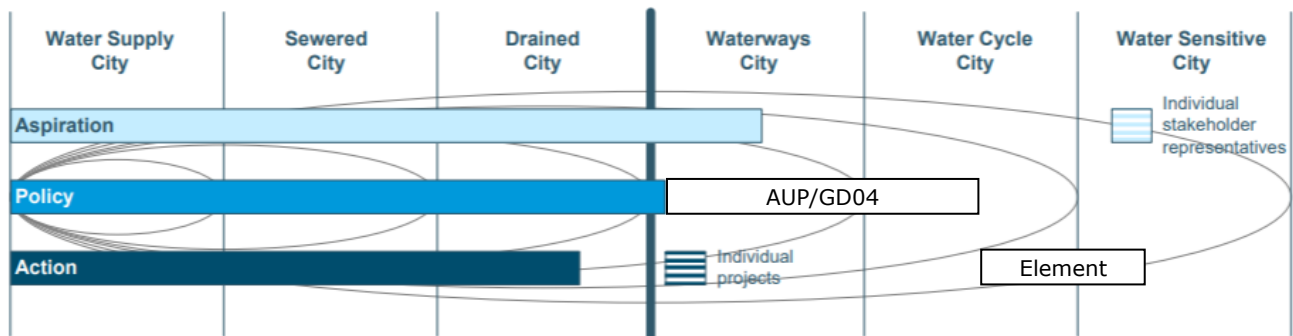 Water Supply
City
Sewered
City
Drained
City
Waterways
City
Water Cycle
City
Water Sensitive
City
Aspiration
Individual
stakeholder
representatives
Policy
AUP/GD04
Action
Individual
projects
Element